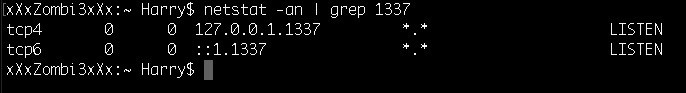 xXxZombi3xXx:~ Harry$ netstat -an | grep 1337
tcp4       0      0  127.0.0.1.1337         *.*                    LISTEN
tcp6       0      0  ::1.1337               *.*                    LISTEN
xXxZombi3xXx:~ Harry$